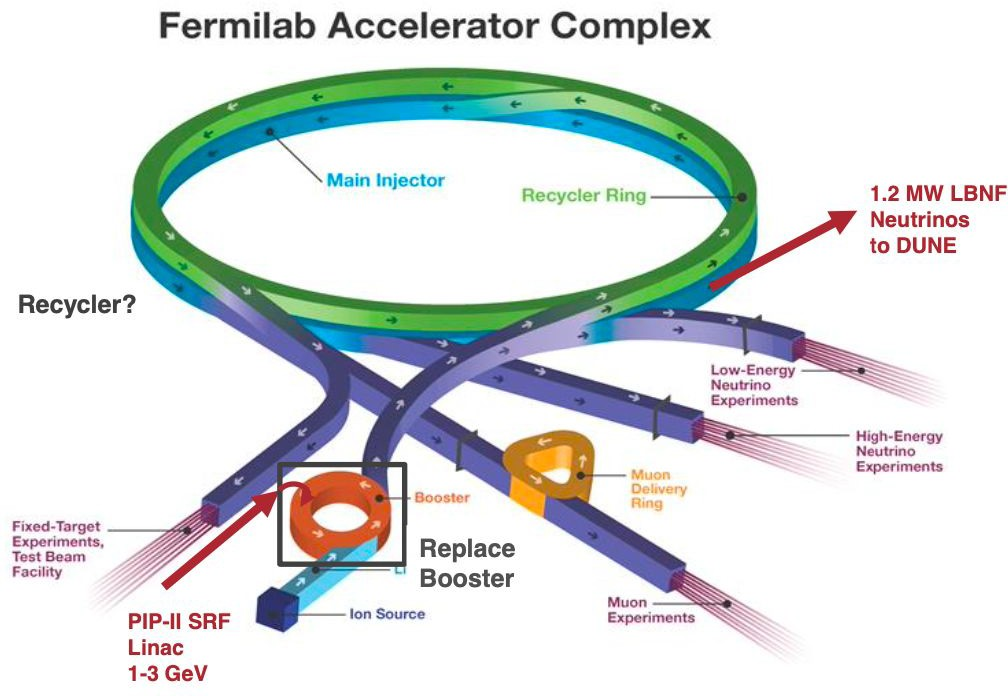 Fermilab Accelerator Complex
Main Injector
Recycler Ring
1.2 MW LBNF
Neutrinos
to DUNE
Recycler?
Low-Energy
Neutrino
Experiments
High-Energy
Neutrino
Experiments
Muon
Delivery
Ring
Booster
Fixed-Target
Experiments,
Test Beam
Facility
Replace
Booster
Li
Ion Source
Muon
Experiments
PIP-II SRF
Linac
1-3 GeV